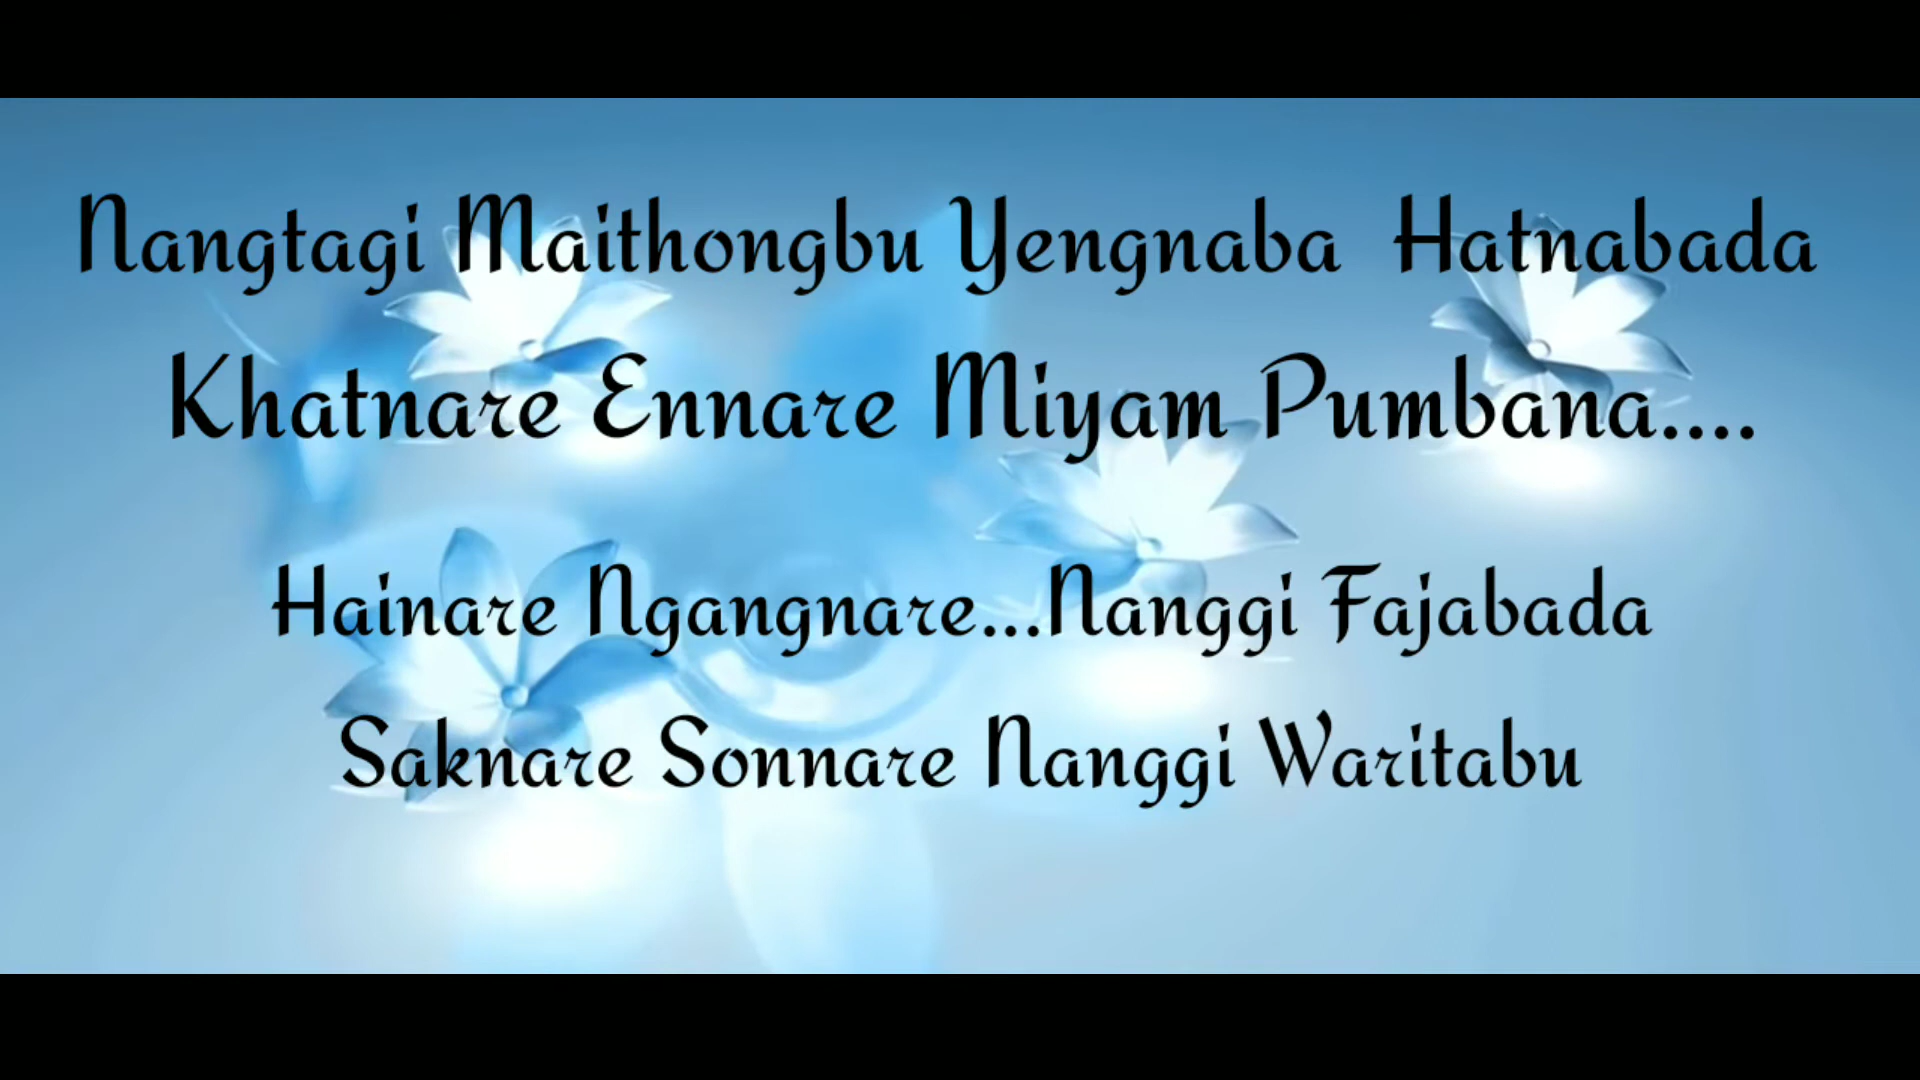 Nangtagi Maithongbu Yengnaba Hatnabada
Khatnare Ennare Miyam Pumbana....
Hainare Ngangnare...Nanggi Fajabada
Saknare Sonnare Nanggi Waritabu